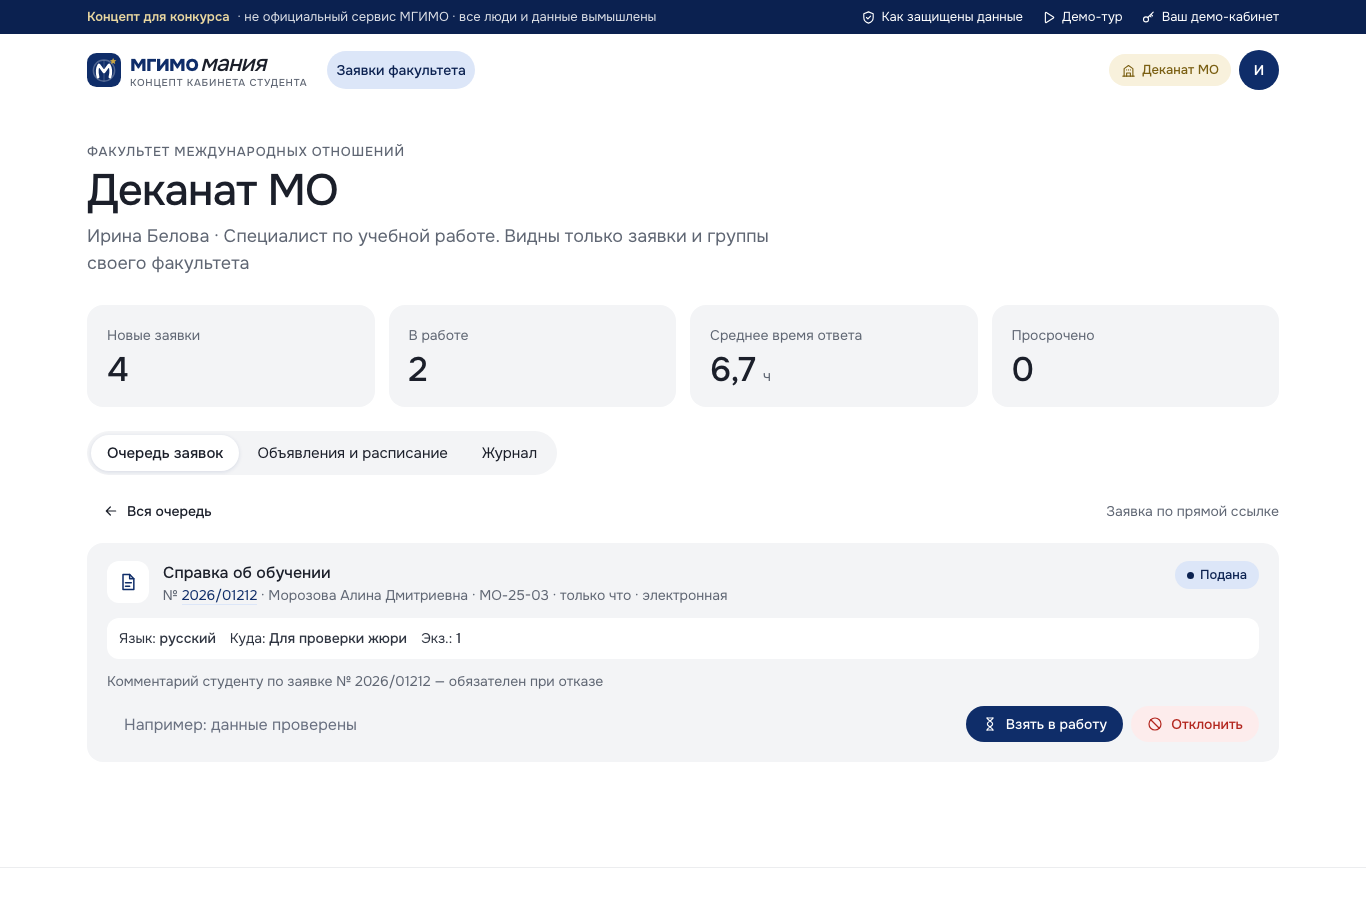 Концепт для конкурса · не официальный сервис МГИМО · все люди и данные вымышлены
Как защищены данные
Демо-тур
Ваш демо-кабинет
МГИМО МАНИЯ
КОНЦЕПТ КАБИНЕТА СТУДЕНТА
Заявки факультета
Деканат МО
И
ФАКУЛЬТЕТ МЕЖДУНАРОДНЫХ ОТНОШЕНИЙ
Деканат МО
Ирина Белова · Специалист по учебной работе. Видны только заявки и группы
своего факультета
Новые заявки
4
В работе
2
Среднее время ответа
6,7 ч
Просрочено
0
Очередь заявок
Объявления и расписание
Журнал
Вся очередь
Заявка по прямой ссылке
Справка об обучении
Подана
№ 2026/01212 · Морозова Алина Дмитриевна · МО-25-03 · только что · электронная
Язык: русский Куда: Для проверки жюри Экз.: 1
Комментарий студенту по заявке № 2026/01212 — обязателен при отказе
Например: данные проверены
Взять в работу
Отклонить